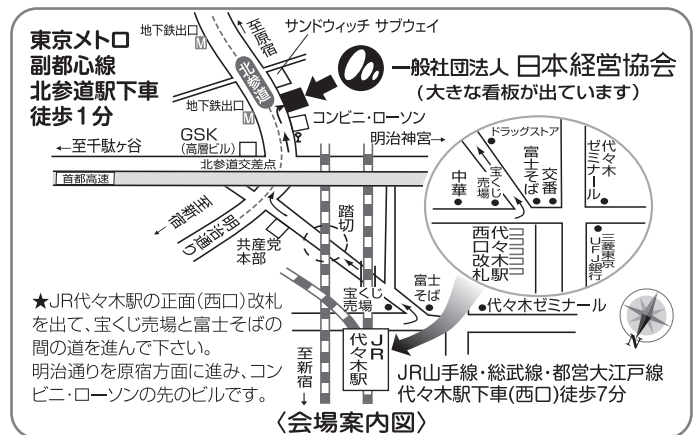 東京メトロ
副都心線
北参道駅下車
徒歩1分
地下鉄出口
M
至原宿
サンドウィッチ サブウェイ
北参道
一般社団法人 日本経営協会
(大きな看板が出ています)
地下鉄出口
M
コンビニ・ローソン
GSK
(高層ビル)
明治神宮→
←至千駄ヶ谷
北参道交差点
首都高速
ドラッグストア
中華
宝くじ売場
富士そば
交番
代々木ゼミナール
代々木駅西口改札
三菱東京UFJ銀行
←至新宿
明治通り
共産党
本部
踏切
宝くじ
売場
富士
そば
代々木ゼミナール
★JR代々木駅の正面(西口)改札
を出て、宝くじ売場と富士そばの
間の道を進んで下さい。
明治通りを原宿方面に進み、コン
ビニ・ローソンの先のビルです。
至新宿→
JR
代々木駅
N
JR山手線・総武線・都営大江戸線
代々木駅下車(西口)徒歩7分
〈会場案内図〉